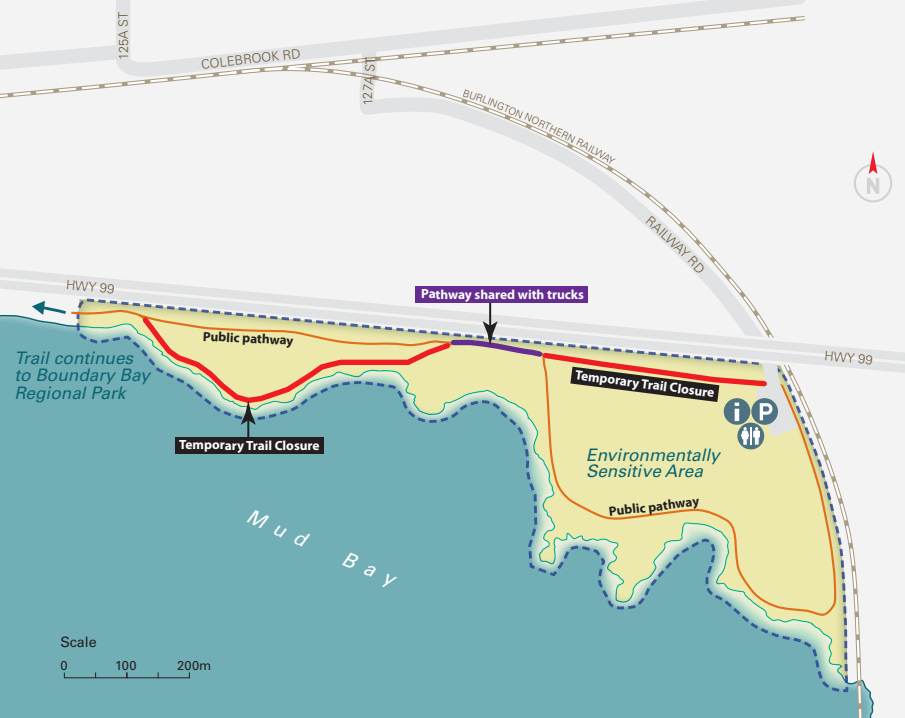 125A ST
COLEBROOK RD
127A ST
BURLINGTON NORTHERN RAILWAY
N
RAILWAY RD
HWY 99
Pathway shared with trucks
Public pathway
HWY 99
Trail continues
to Boundary Bay
Regional Park
Temporary Trail Closure
i P
Temporary Trail Closure
Environmentally
Sensitive Area
Public pathway
Mud Bay
Scale
0 100 200m